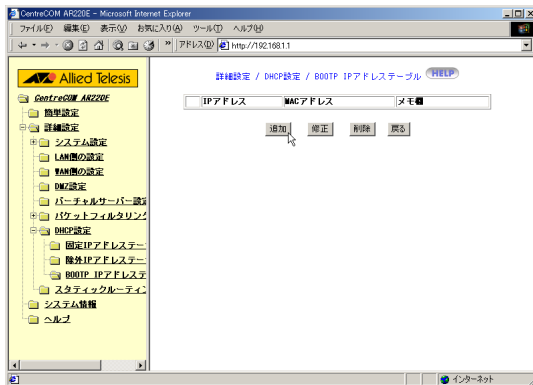 CentreCOM AR220E - Microsoft Internet Explorer
ファイル(F) 編集(E) 表示(V) お気に入り(A) ツール(T) ヘルプ(H)
アドレス(D) http://192.168.1.1
Allied Telesis
詳細設定 / DHCP設定 / BOOTP IPアドレステーブル HELP
IPアドレス MACアドレス メモ欄
追加 修正 削除 戻る
CentreCOM AR220E
簡単設定
詳細設定
システム設定
LAN側の設定
WAN側の設定
DMZ設定
バーチャルサーバー設定
パケットフィルタリング
DHCP設定
固定IPアドレステー
除外IPアドレステー
BOOTP IPアドレステ
スタティックルーティン
システム情報
ヘルプ
インターネット